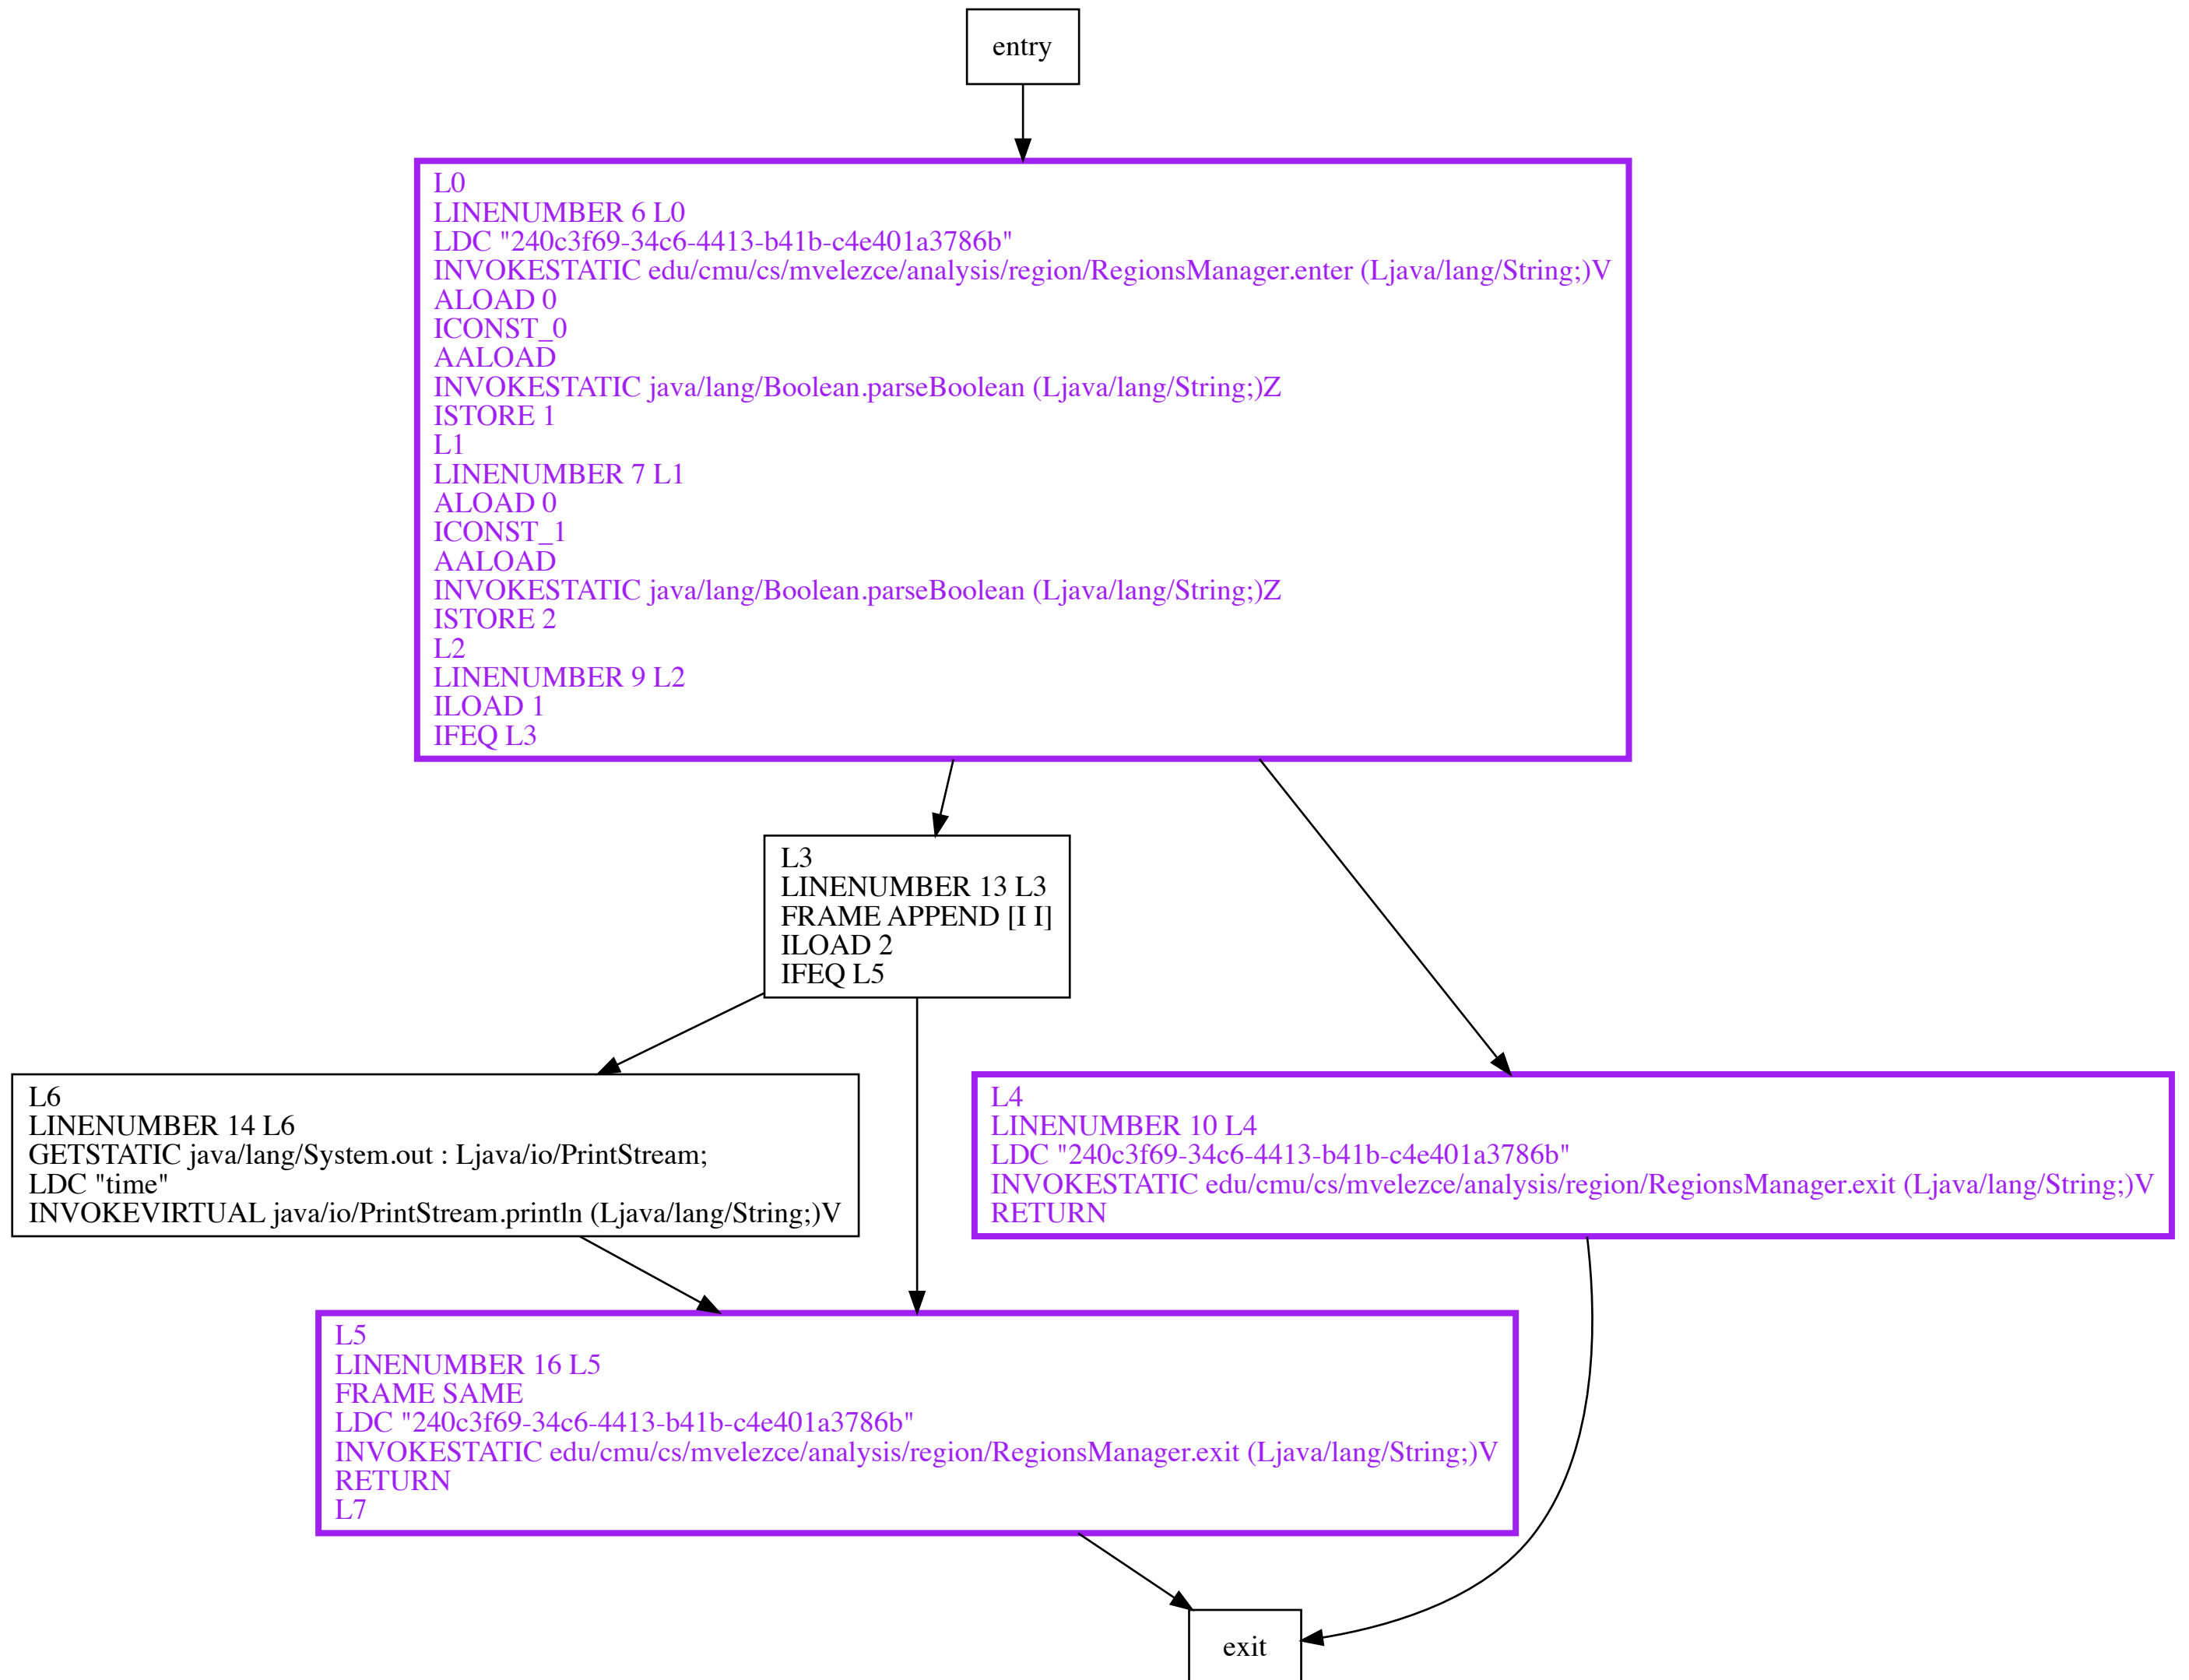 entry
L0
LINENUMBER 6 L0
LDC "240c3f69-34c6-4413-b41b-c4e401a3786b"
INVOKESTATIC edu/cmu/cs/mvelezce/analysis/region/RegionsManager.enter (Ljava/lang/String;)V
ALOAD 0
ICONST_0
AALOAD
INVOKESTATIC java/lang/Boolean.parseBoolean (Ljava/lang/String;)Z
ISTORE 1
L1
LINENUMBER 7 L1
ALOAD 0
ICONST_1
AALOAD
INVOKESTATIC java/lang/Boolean.parseBoolean (Ljava/lang/String;)Z
ISTORE 2
L2
LINENUMBER 9 L2
ILOAD 1
IFEQ L3
L3
LINENUMBER 13 L3
FRAME APPEND [I I]
ILOAD 2
IFEQ L5
L6
LINENUMBER 14 L6
GETSTATIC java/lang/System.out : Ljava/io/PrintStream;
LDC "time"
INVOKEVIRTUAL java/io/PrintStream.println (Ljava/lang/String;)V
L4
LINENUMBER 10 L4
LDC "240c3f69-34c6-4413-b41b-c4e401a3786b"
INVOKESTATIC edu/cmu/cs/mvelezce/analysis/region/RegionsManager.exit (Ljava/lang/String;)V
RETURN
L5
LINENUMBER 16 L5
FRAME SAME
LDC "240c3f69-34c6-4413-b41b-c4e401a3786b"
INVOKESTATIC edu/cmu/cs/mvelezce/analysis/region/RegionsManager.exit (Ljava/lang/String;)V
RETURN
L7
exit